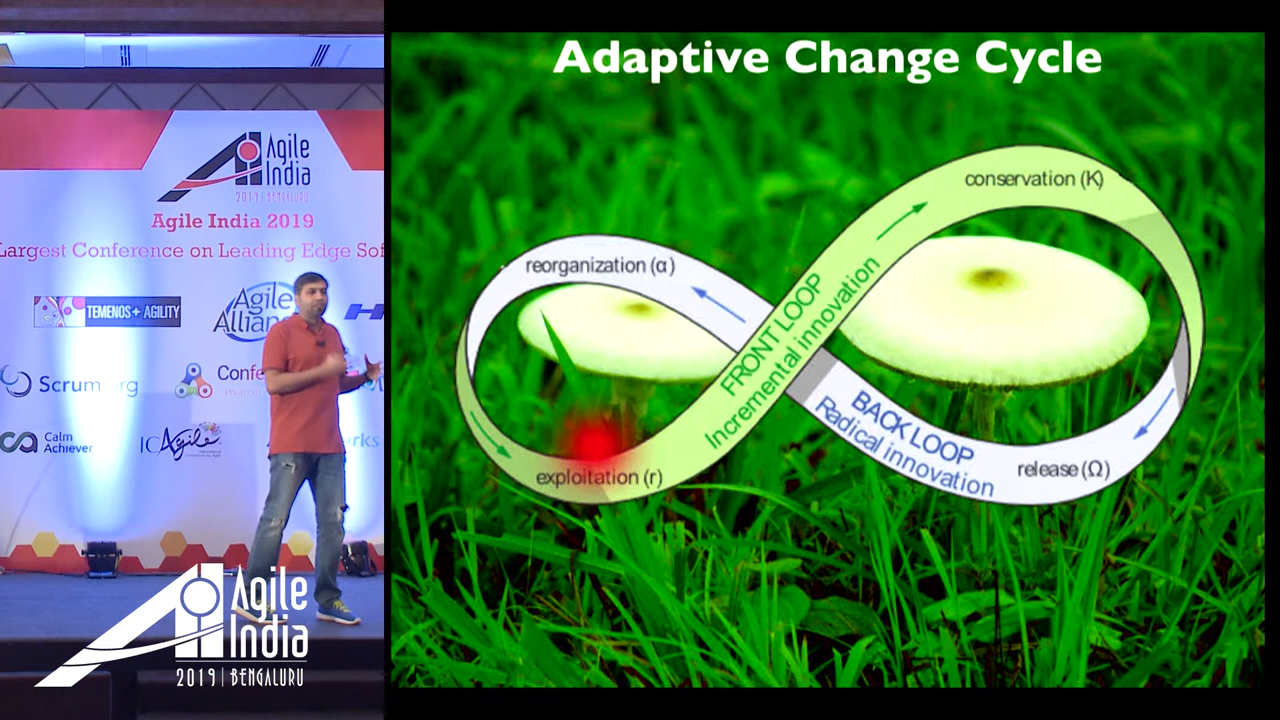 Agile
India
2019 | BENGALURU
Agile India 2019
Largest Conference on Leading Edge Sof
TEMENOS + AGILITY
Agile
Alliance
H
Scrum.org
Confe
Calm
Achiever
ICAgile
Agile
India
2019 | BENGALURU
Adaptive Change Cycle
conservation (K)
reorganization (α)
FRONT LOOP
Incremental innovation
BACK LOOP
Radical innovation
release (Ω)
exploitation (r)